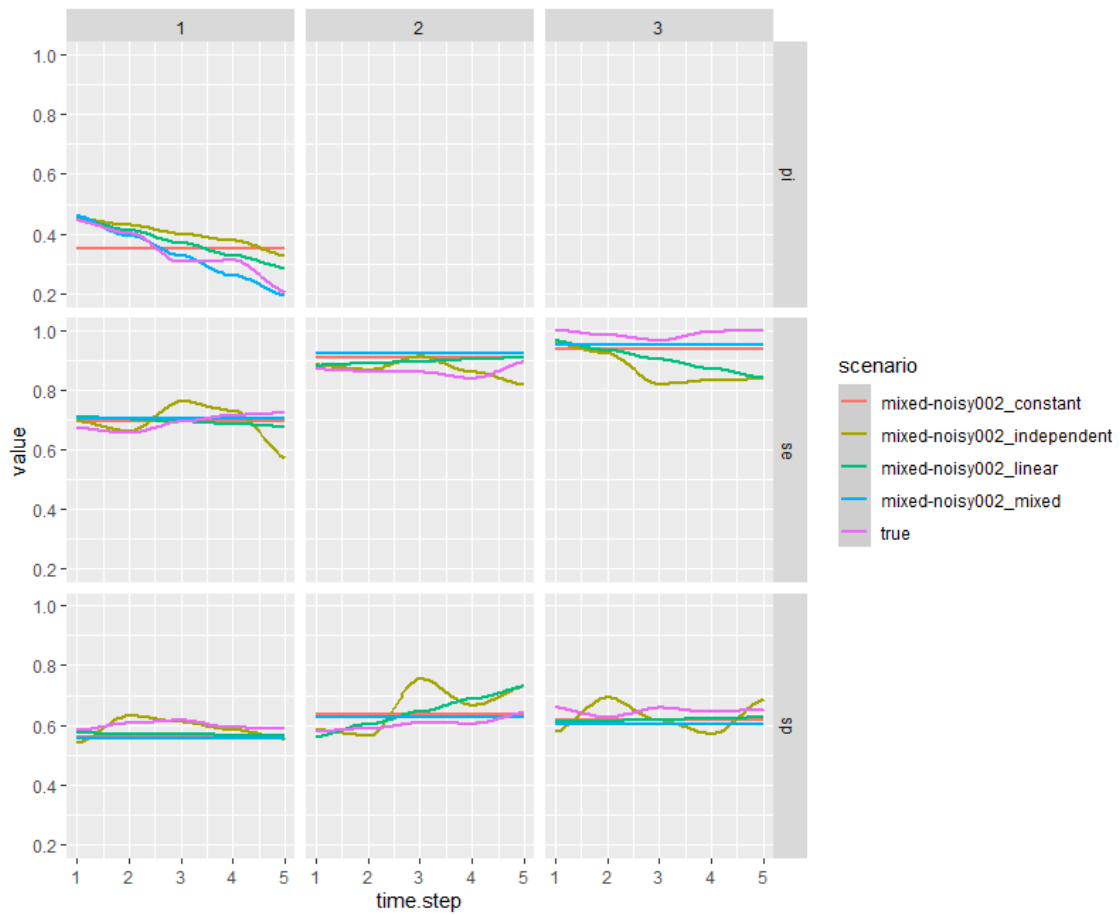 1 2 3
1.0
0.8
0.6
0.4
0.2
pi
1.0
0.8
0.6
0.4
0.2
se
1.0
0.8
0.6
0.4
0.2
sp
value
1 2 3 4 5 1 2 3 4 5 1 2 3 4 5
time.step
scenario
mixed-noisy002_constant
mixed-noisy002_independent
mixed-noisy002_linear
mixed-noisy002_mixed
true